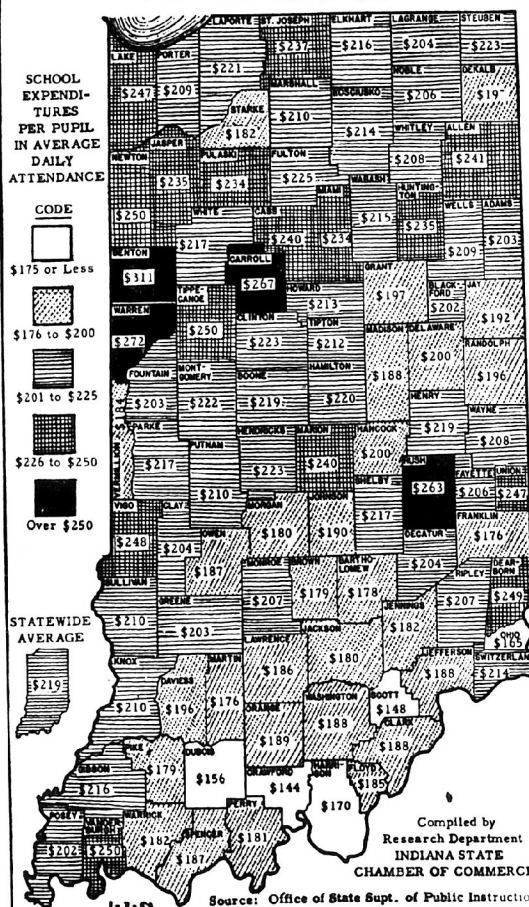 SCHOOL
EXPENDI-
TURES
PER PUPIL
IN AVERAGE
DAILY
ATTENDANCE
CODE
$175 or Less
$176 to $200
$201 to $225
$226 to $250
Over $250
STATEWIDE
AVERAGE
$219
LAKE
$247
PORTER
$209
LAPORTE
$221
ST. JOSEPH
$237
ELKHART
$216
LAGRANGE
$204
STEUBEN
$223
STARKE
$182
MARSHALL
$210
KOSCIUSKO
$214
NOBLE
$206
DEKALB
$19
NEWTON
$250
JASPER
$235
PULASKI
$234
FULTON
$225
WHITLEY
$208
ALLEN
$241
WHITE
$217
CASS
$240
MIAMI
$234
WABASH
$215
HUNTING-
TON
$235
WELLS
$209
ADAMS
$203
BENTON
$311
CARROLL
$267
HOWARD
$213
GRANT
$197
BLACK-
FORD
$202
JAY
$192
WARREN
$272
TIPPE-
CANOE
$250
CLINTON
$223
TIPTON
$212
MADISON
$188
DELAWARE
$200
RANDOLPH
$196
FOUNTAIN
$203
MONT-
GOMERY
$222
BOONE
$219
HAMILTON
$220
HENRY
$219
WAYNE
$208
VERMILLION
$184
PARKE
$217
PUTNAM
$210
HENDRICKS
$223
MARION
$240
HANCOCK
$200
SHELBY
$217
RUSH
$263
FAYETTE
$206
UNION
$247
VIGO
$248
CLAY
$204
OWEN
$187
MORGAN
$180
JOHNSON
$190
DECATUR
$204
FRANKLIN
$176
SULLIVAN
$210
GREENE
$203
MONROE
$207
BROWN
$179
BARTHO-
LOMEW
$178
JENNINGS
$182
RIPLEY
$207
DEAR-
BORN
$249
OHIO
$165
KNOX
$210
DAVIESS
$196
MARTIN
$176
LAWRENCE
$186
JACKSON
$180
JEFFERSON
$188
SWITZERLAND
$214
ORANGE
$189
WASHINGTON
$188
SCOTT
$148
CLARK
$188
GIBSON
$216
PIKE
$179
DUBOIS
$156
CRAWFORD
$144
HARRI-
SON
$170
FLOYD
$185
POSEY
$202
VANDER-
BURGH
$250
WARRICK
$182
SPENCER
$187
PERRY
$181
Compiled by
Research Department
INDIANA STATE
CHAMBER OF COMMERCE
Source: Office of State Supt. of Public Instruction